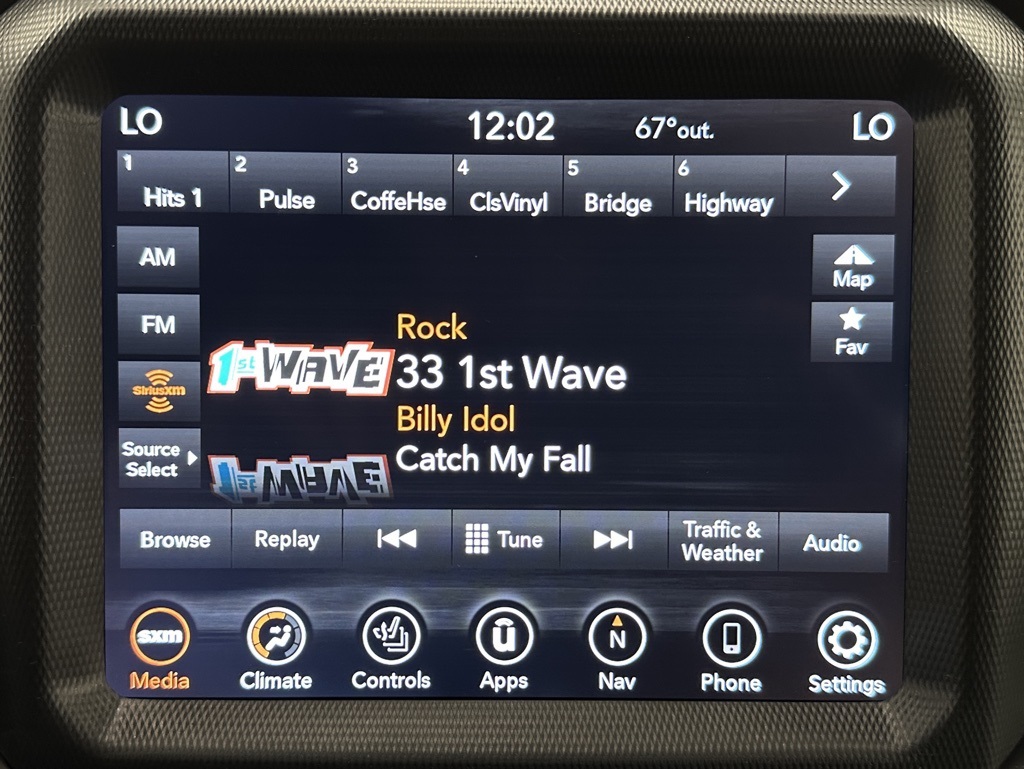 LO 12:02 67°out. LO
1 2 3 4 5 6
Hits 1 Pulse CoffeHse ClsVinyl Bridge Highway
AM
Map
FM
Fav
siriusxm
Source
Select
1st WAVE
Rock
33 1st Wave
Billy Idol
Catch My Fall
Browse Replay Tune Traffic &
Weather Audio
sxm û N
Media Climate Controls Apps Nav Phone Settings